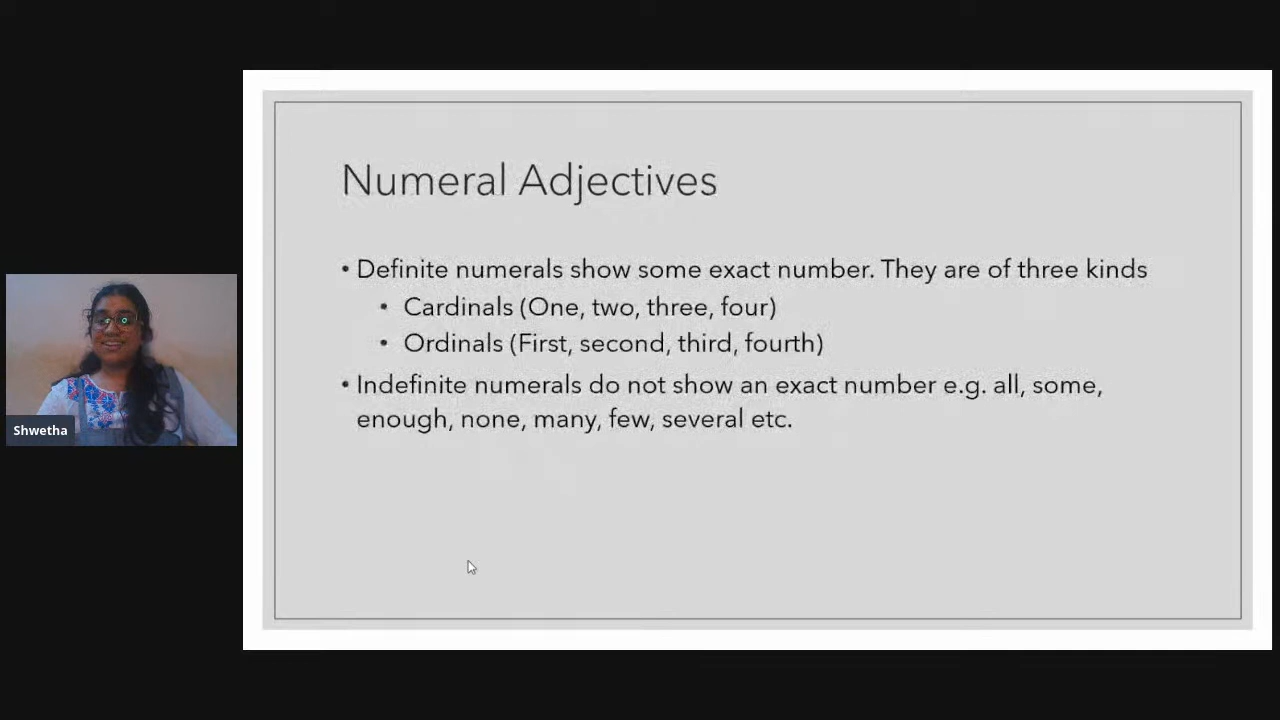 Numeral Adjectives
• Definite numerals show some exact number. They are of three kinds
• Cardinals (One, two, three, four)
• Ordinals (First, second, third, fourth)
• Indefinite numerals do not show an exact number e.g. all, some,
enough, none, many, few, several etc.
Shwetha